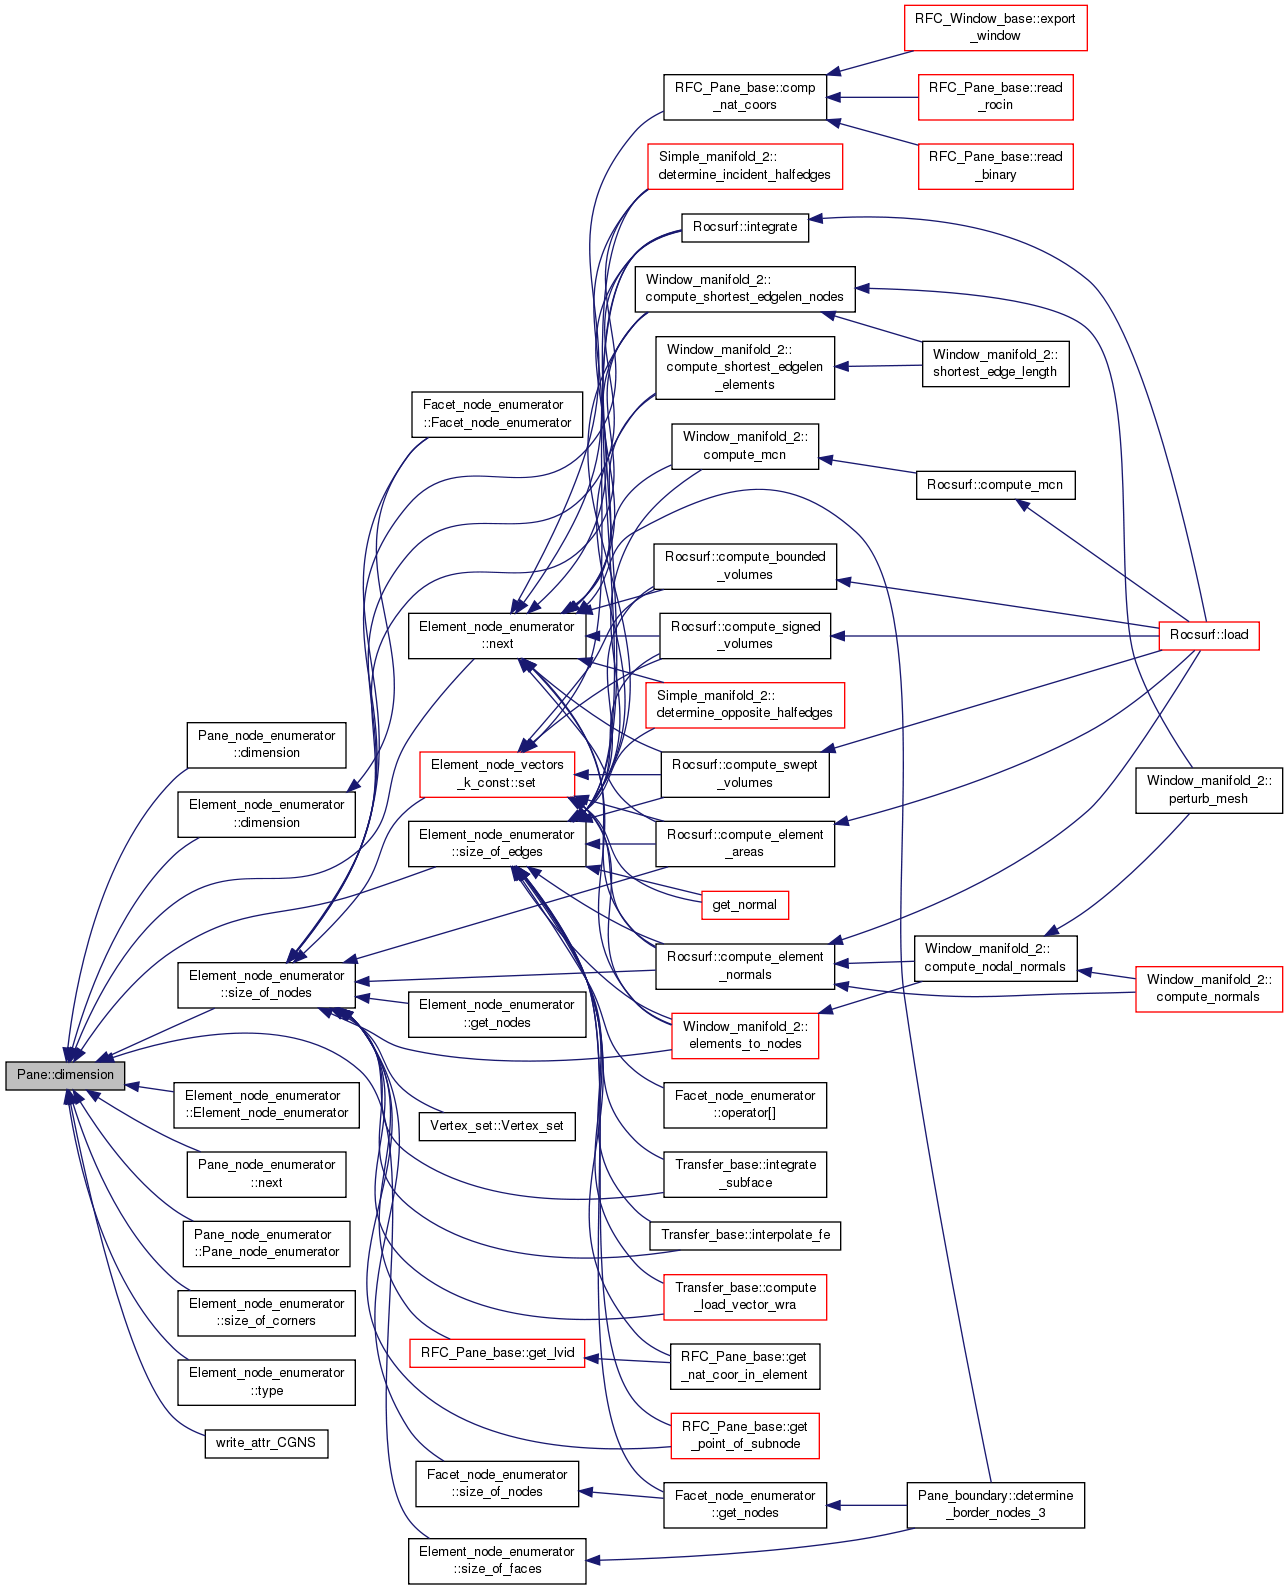 RFC_Window_base::export
_window
RFC_Pane_base::comp
_nat_coors
RFC_Pane_base::read
_rocin
RFC_Pane_base::read
_binary
Simple_manifold_2::
determine_incident_halfedges
Rocsurf::integrate
Window_manifold_2::
compute_shortest_edgelen_nodes
Window_manifold_2::
compute_shortest_edgelen
_elements
Window_manifold_2::
shortest_edge_length
Facet_node_enumerator
::Facet_node_enumerator
Window_manifold_2::
compute_mcn
Rocsurf::compute_mcn
Rocsurf::compute_bounded
_volumes
Element_node_enumerator
::next
Rocsurf::compute_signed
_volumes
Rocsurf::load
Simple_manifold_2::
determine_opposite_halfedges
Pane_node_enumerator
::dimension
Element_node_vectors
_k_const::set
Rocsurf::compute_swept
_volumes
Window_manifold_2::
perturb_mesh
Element_node_enumerator
::dimension
Element_node_enumerator
::size_of_edges
Rocsurf::compute_element
_areas
get_normal
Rocsurf::compute_element
_normals
Window_manifold_2::
compute_nodal_normals
Window_manifold_2::
compute_normals
Element_node_enumerator
::size_of_nodes
Element_node_enumerator
::get_nodes
Window_manifold_2::
elements_to_nodes
Pane::dimension
Element_node_enumerator
::Element_node_enumerator
Facet_node_enumerator
::operator[]
Vertex_set::Vertex_set
Pane_node_enumerator
::next
Transfer_base::integrate
_subface
Pane_node_enumerator
::Pane_node_enumerator
Transfer_base::interpolate_fe
Element_node_enumerator
::size_of_corners
Transfer_base::compute
_load_vector_wra
RFC_Pane_base::get_lvid
RFC_Pane_base::get
_nat_coor_in_element
Element_node_enumerator
::type
write_attr_CGNS
RFC_Pane_base::get
_point_of_subnode
Facet_node_enumerator
::size_of_nodes
Facet_node_enumerator
::get_nodes
Pane_boundary::determine
_border_nodes_3
Element_node_enumerator
::size_of_faces